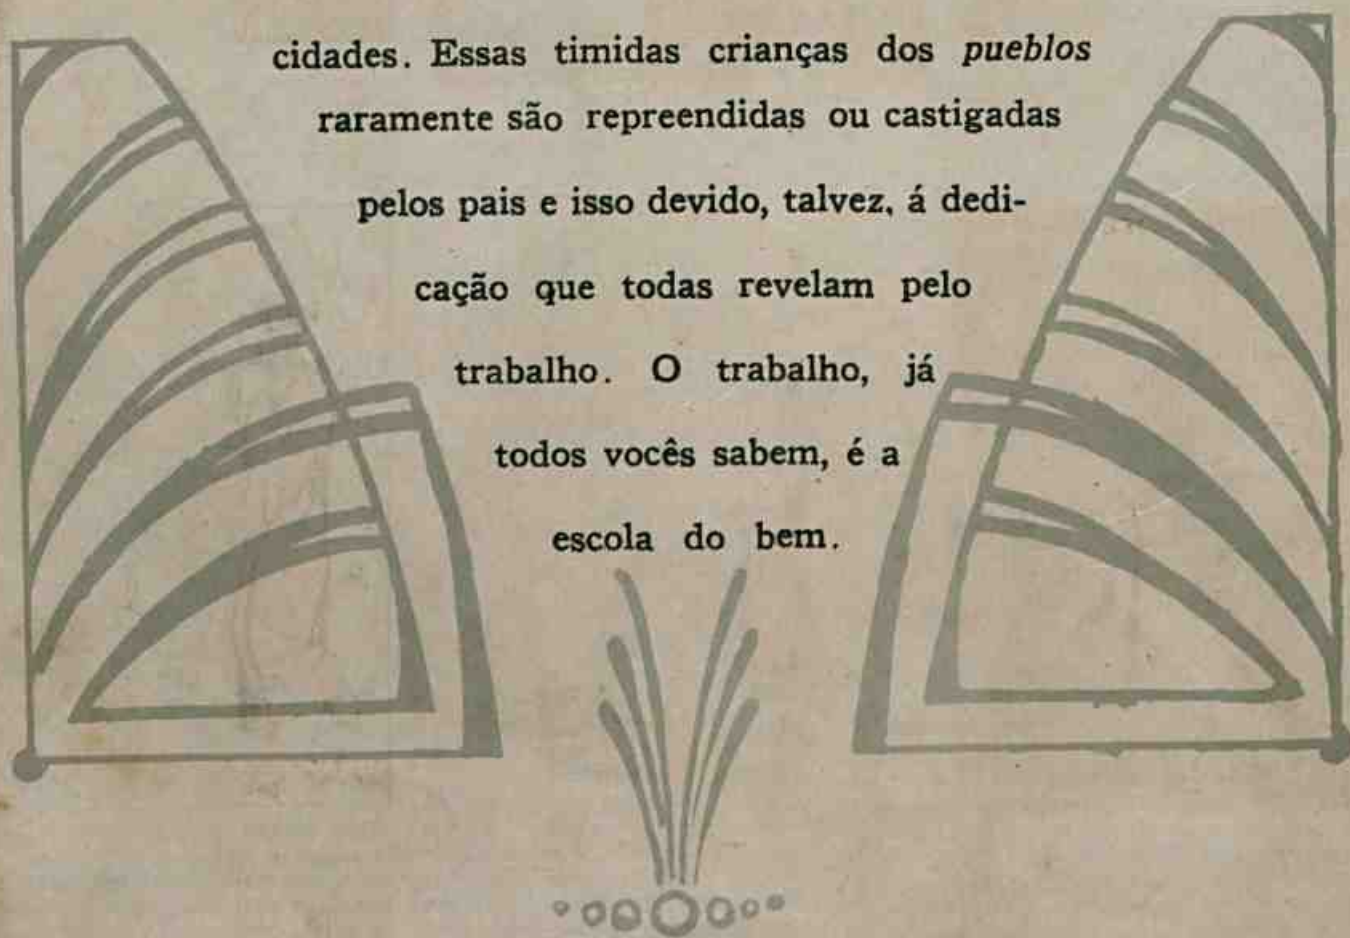 cidades. Essas timidas crianças dos pueblos
raramente são repreendidas ou castigadas
pelos pais e isso devido, talvez, á dedi-
cação que todas revelam pelo
trabalho. O trabalho, já
todos vocês sabem, é a
escola do bem.